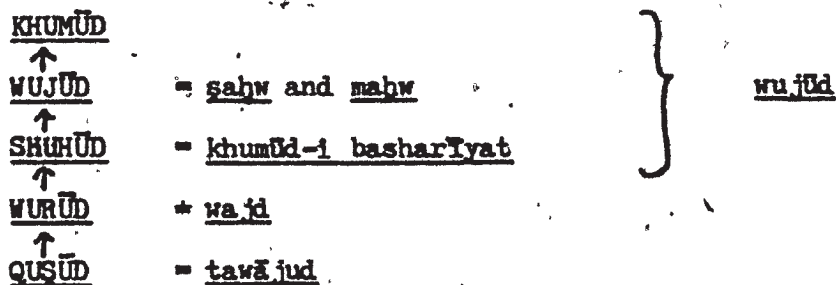 KHUMŪD
↑
WUJŪD = ṣaḥw and maḥw wujūd
↑
SHUHŪD = khumūd-i basharīyat
↑
WURŪD = wajd
↑
QUṢŪD = tawājud